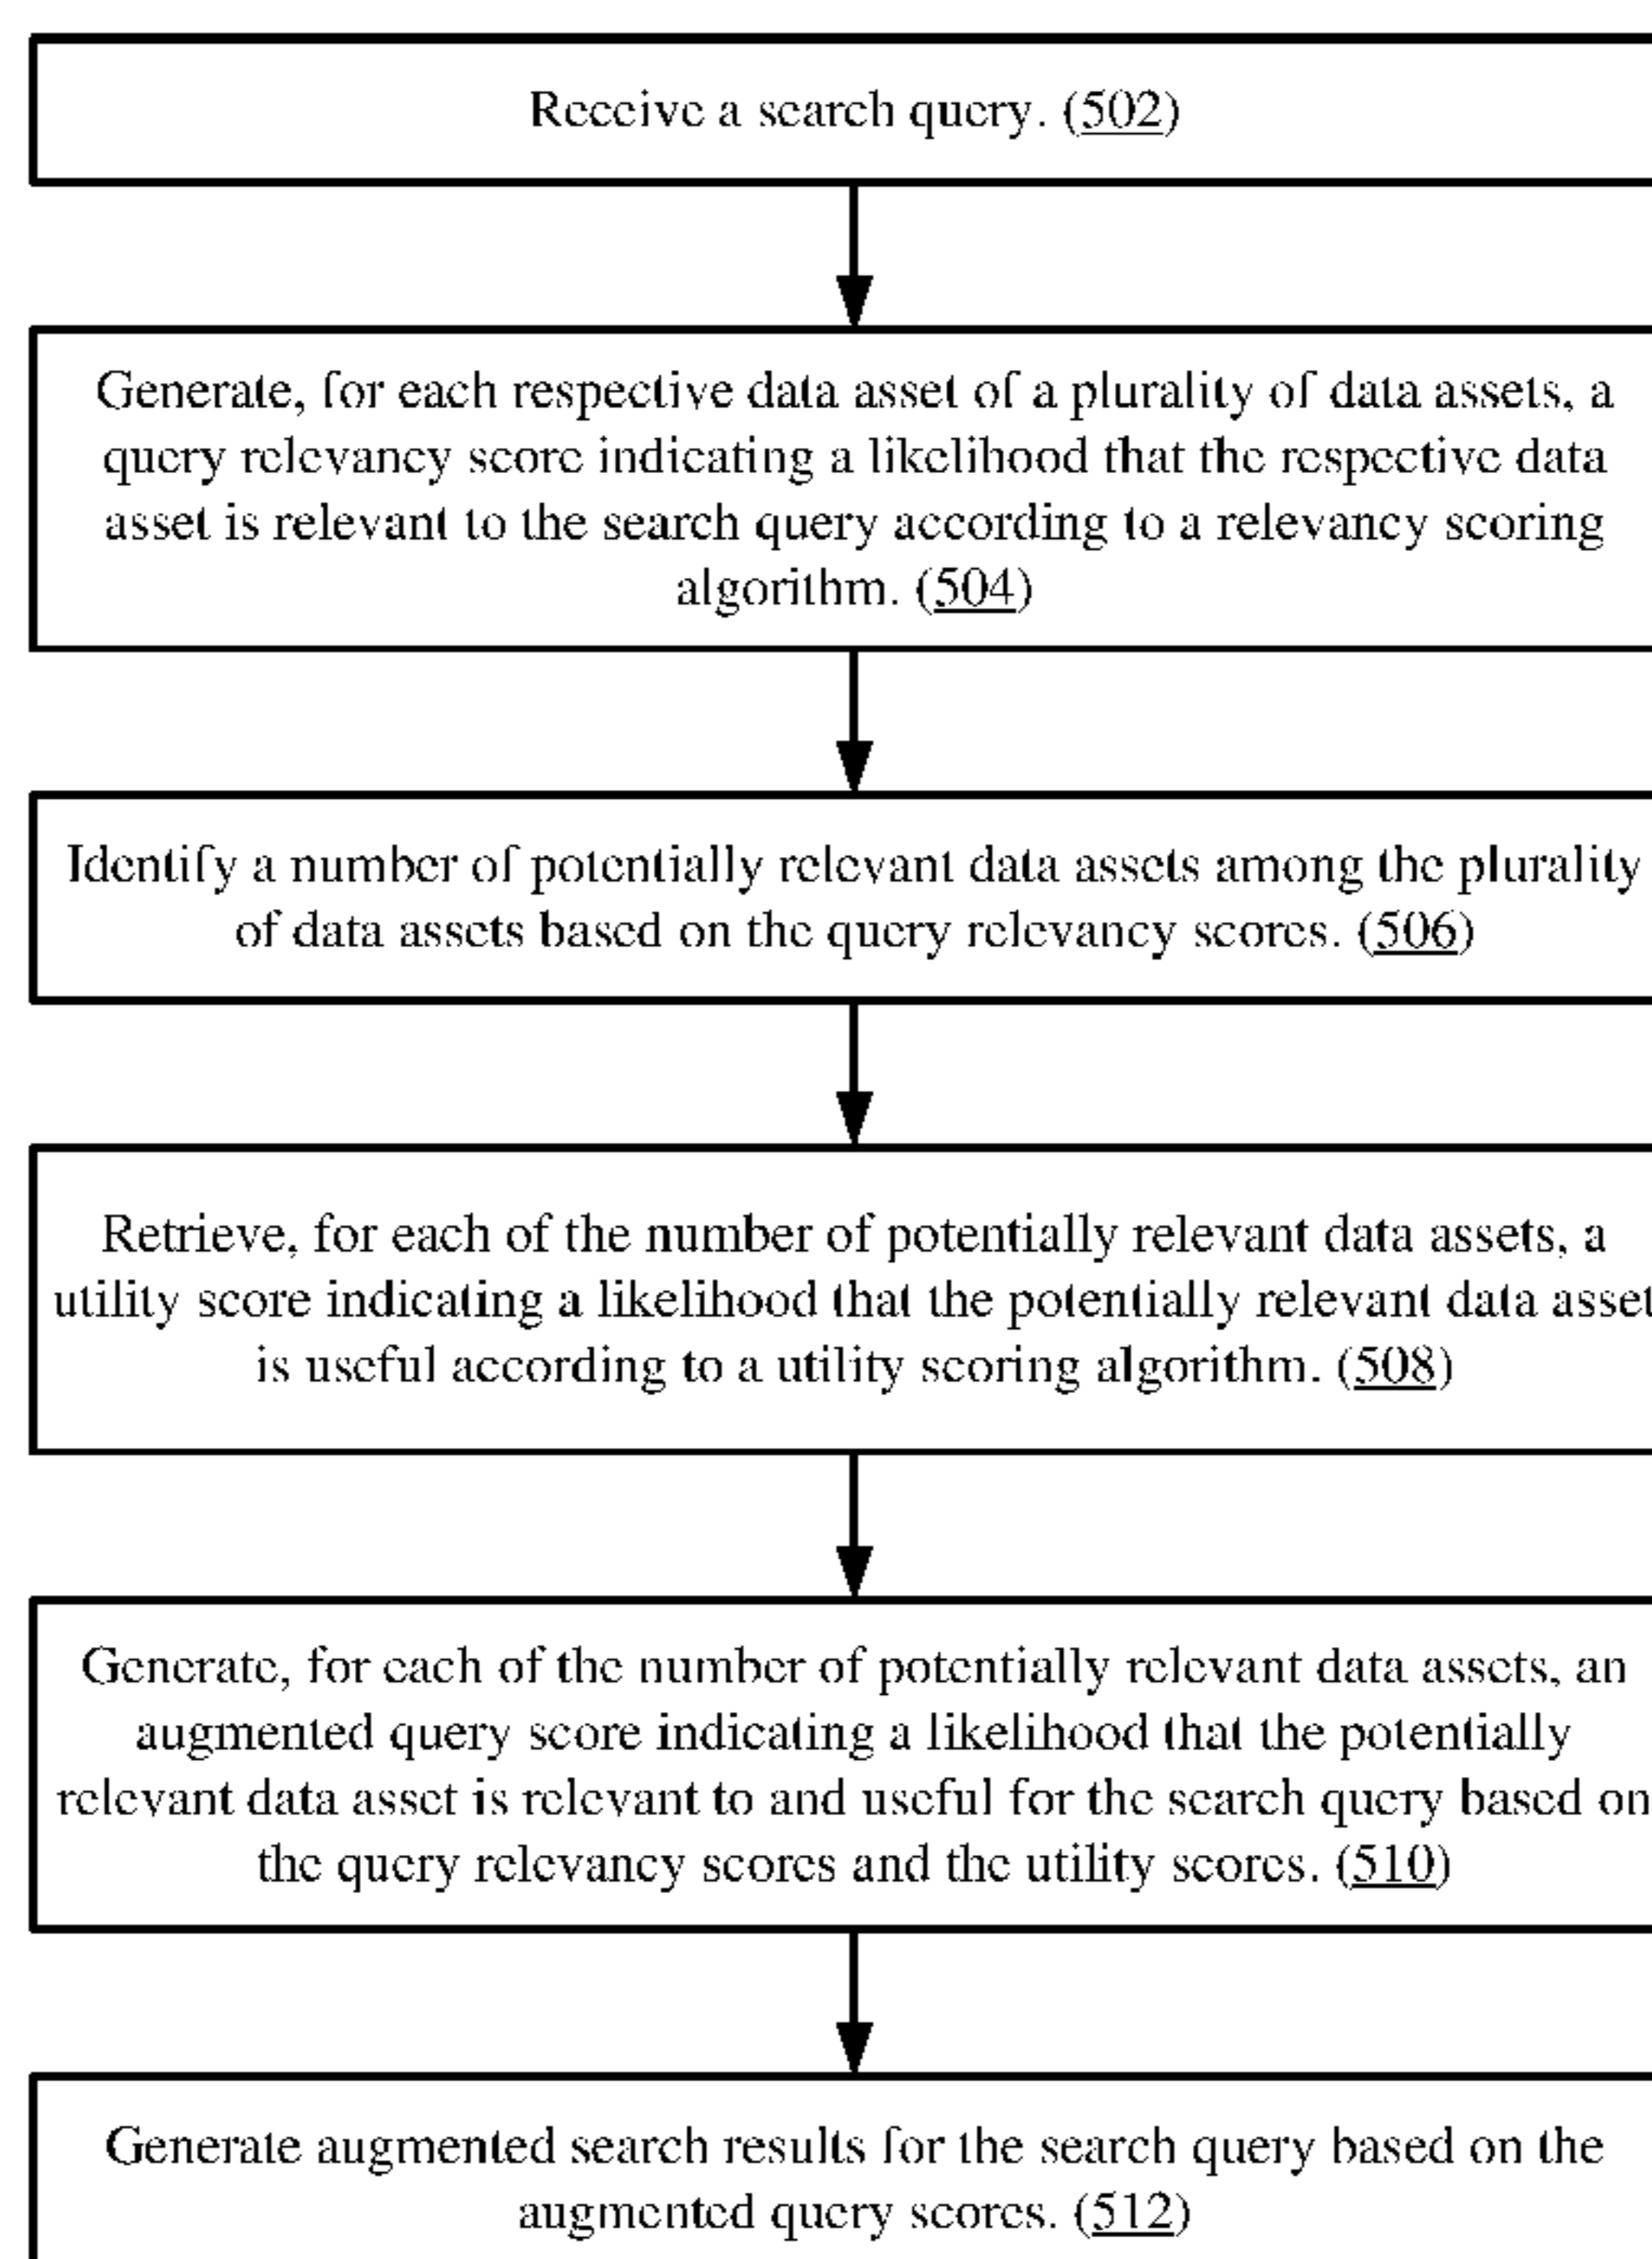 Receive a search query. (502)
Generate, for each respective data asset of a plurality of data assets, a
query relevancy score indicating a likelihood that the respective data
asset is relevant to the search query according to a relevancy scoring
algorithm. (504)
Identify a number of potentially relevant data assets among the plurality
of data assets based on the query relevancy scores. (506)
Retrieve, for each of the number of potentially relevant data assets, a
utility score indicating a likelihood that the potentially relevant data asset
is useful according to a utility scoring algorithm. (508)
Generate, for each of the number of potentially relevant data assets, an
augmented query score indicating a likelihood that the potentially
relevant data asset is relevant to and useful for the search query based on
the query relevancy scores and the utility scores. (510)
Generate augmented search results for the search query based on the
augmented query scores. (512)